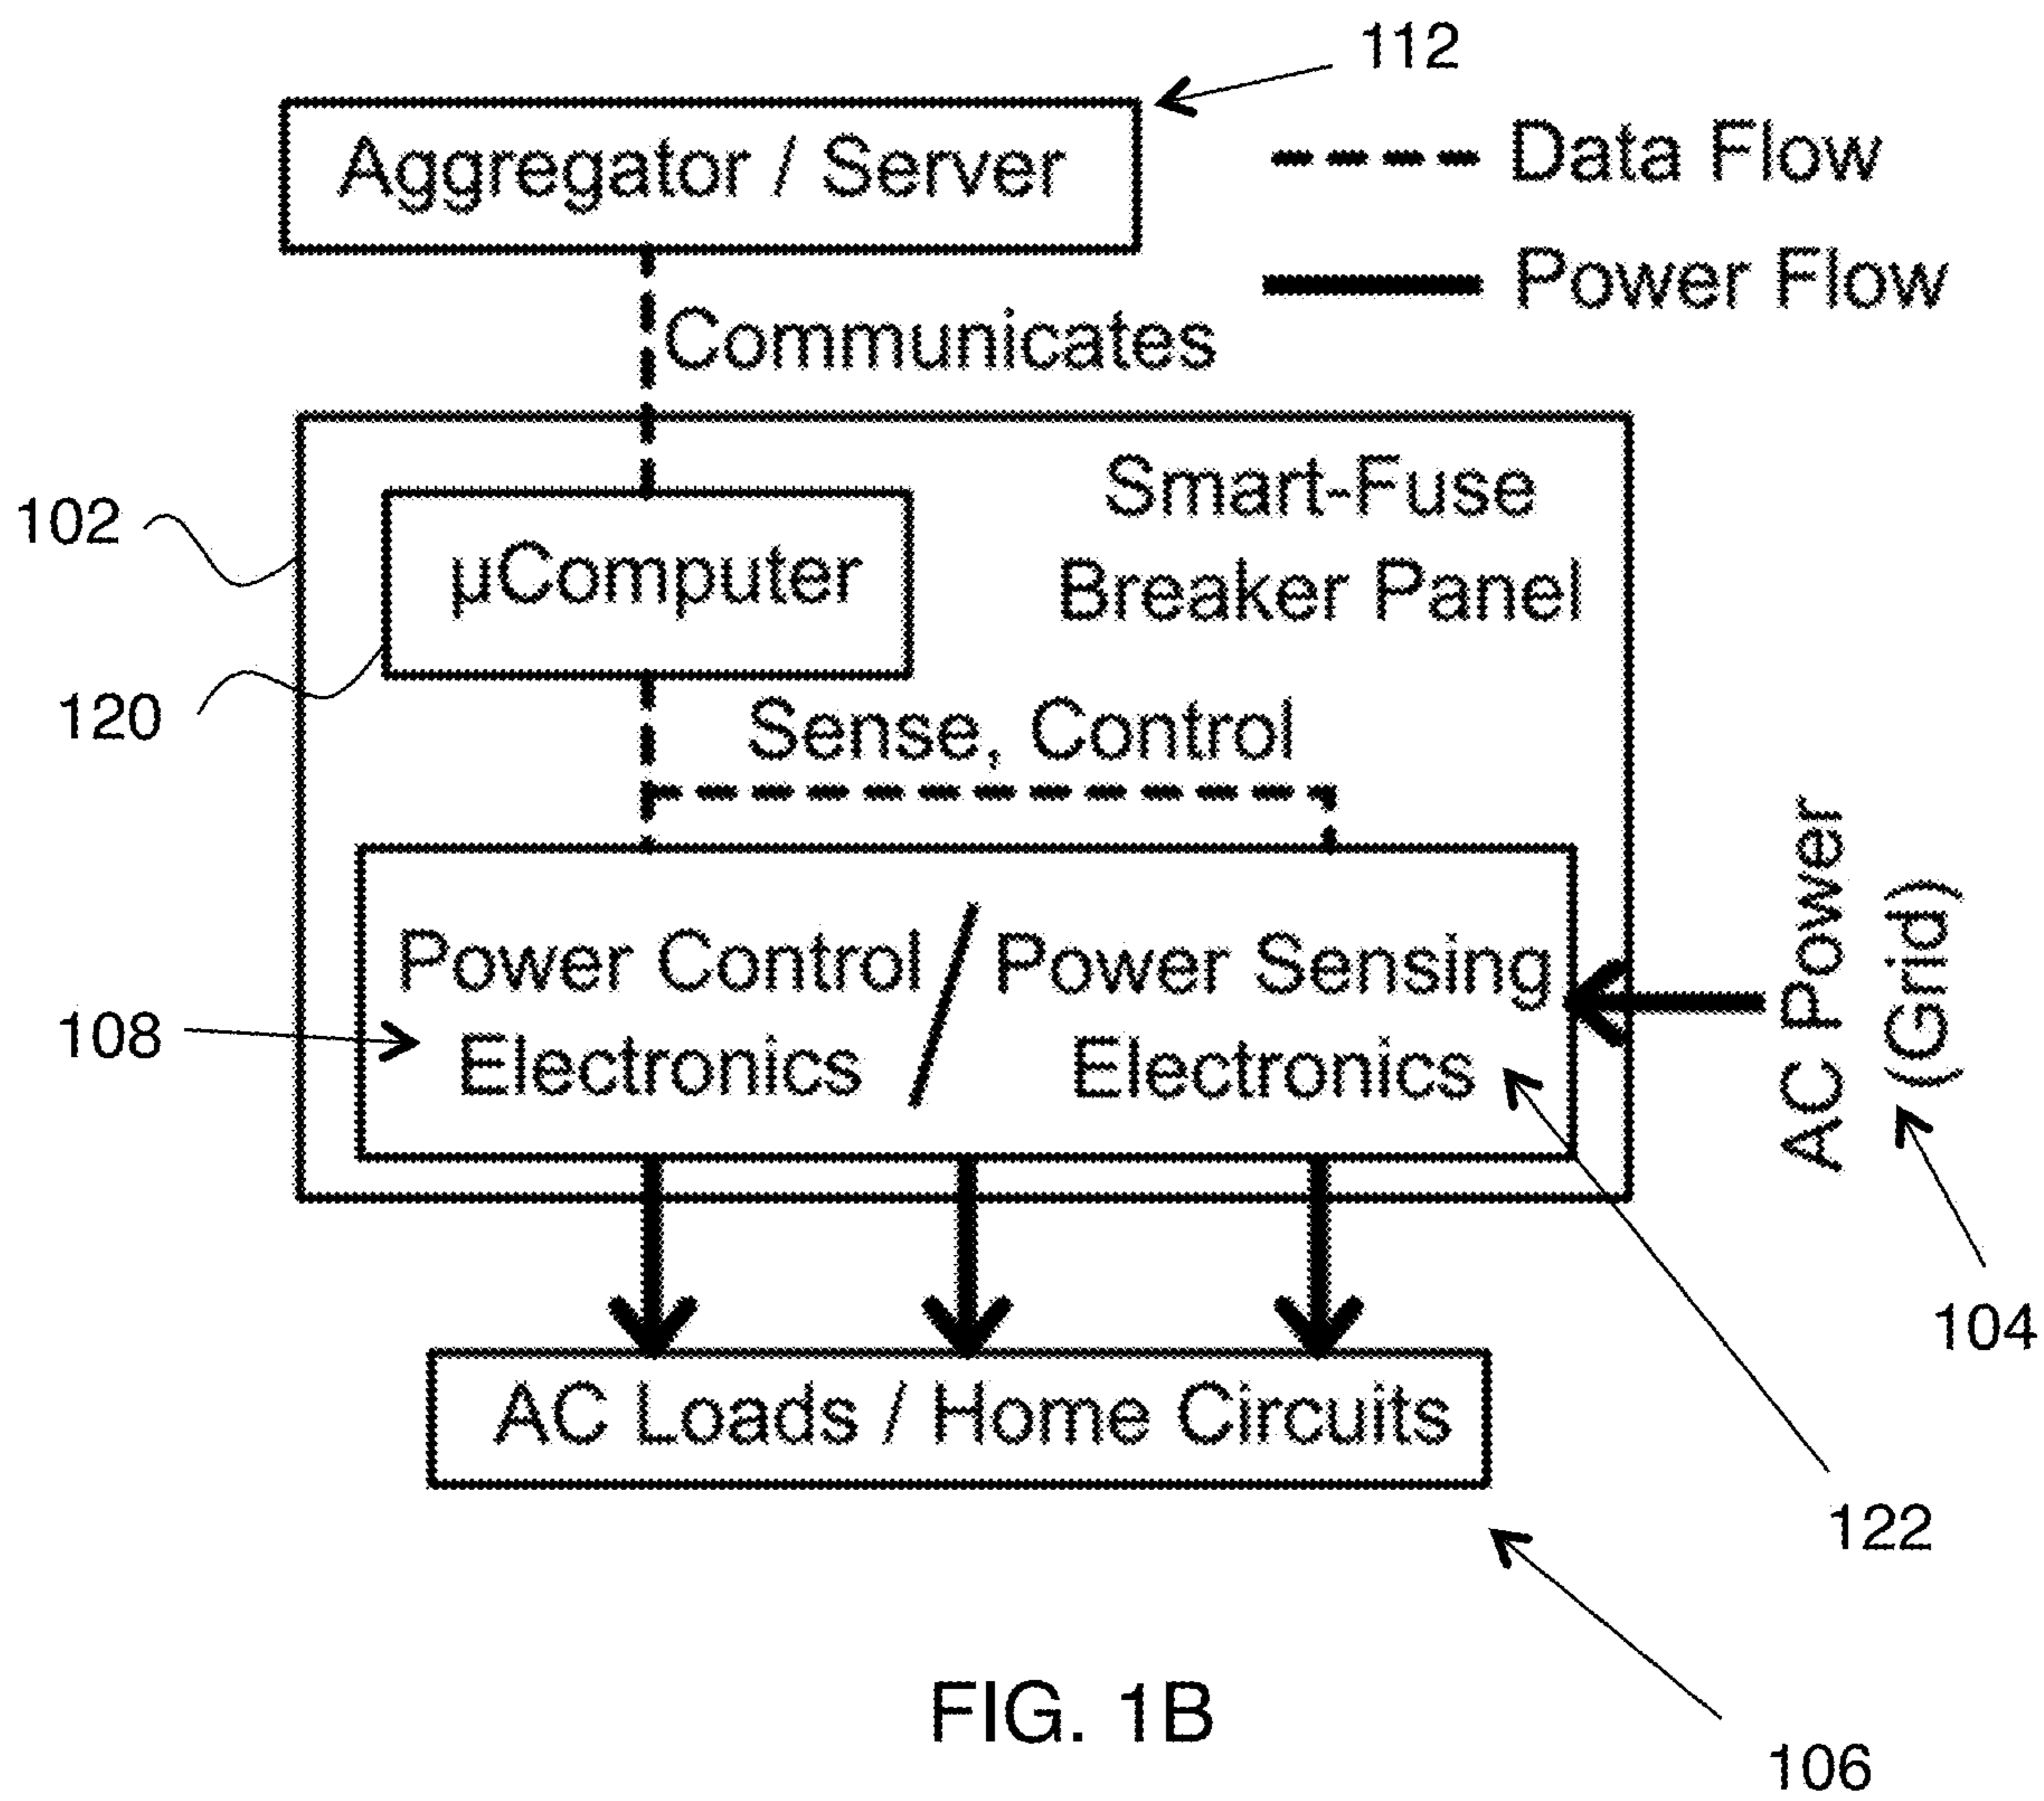 112
Aggregator / Server
Data Flow
Power Flow
Communicates
102
Smart-Fuse
Breaker Panel
µComputer
120
Sense, Control
Power Control
Electronics
/
Power Sensing
Electronics
108
AC Power
(Grid)
104
AC Loads / Home Circuits
122
FIG. 1B
106